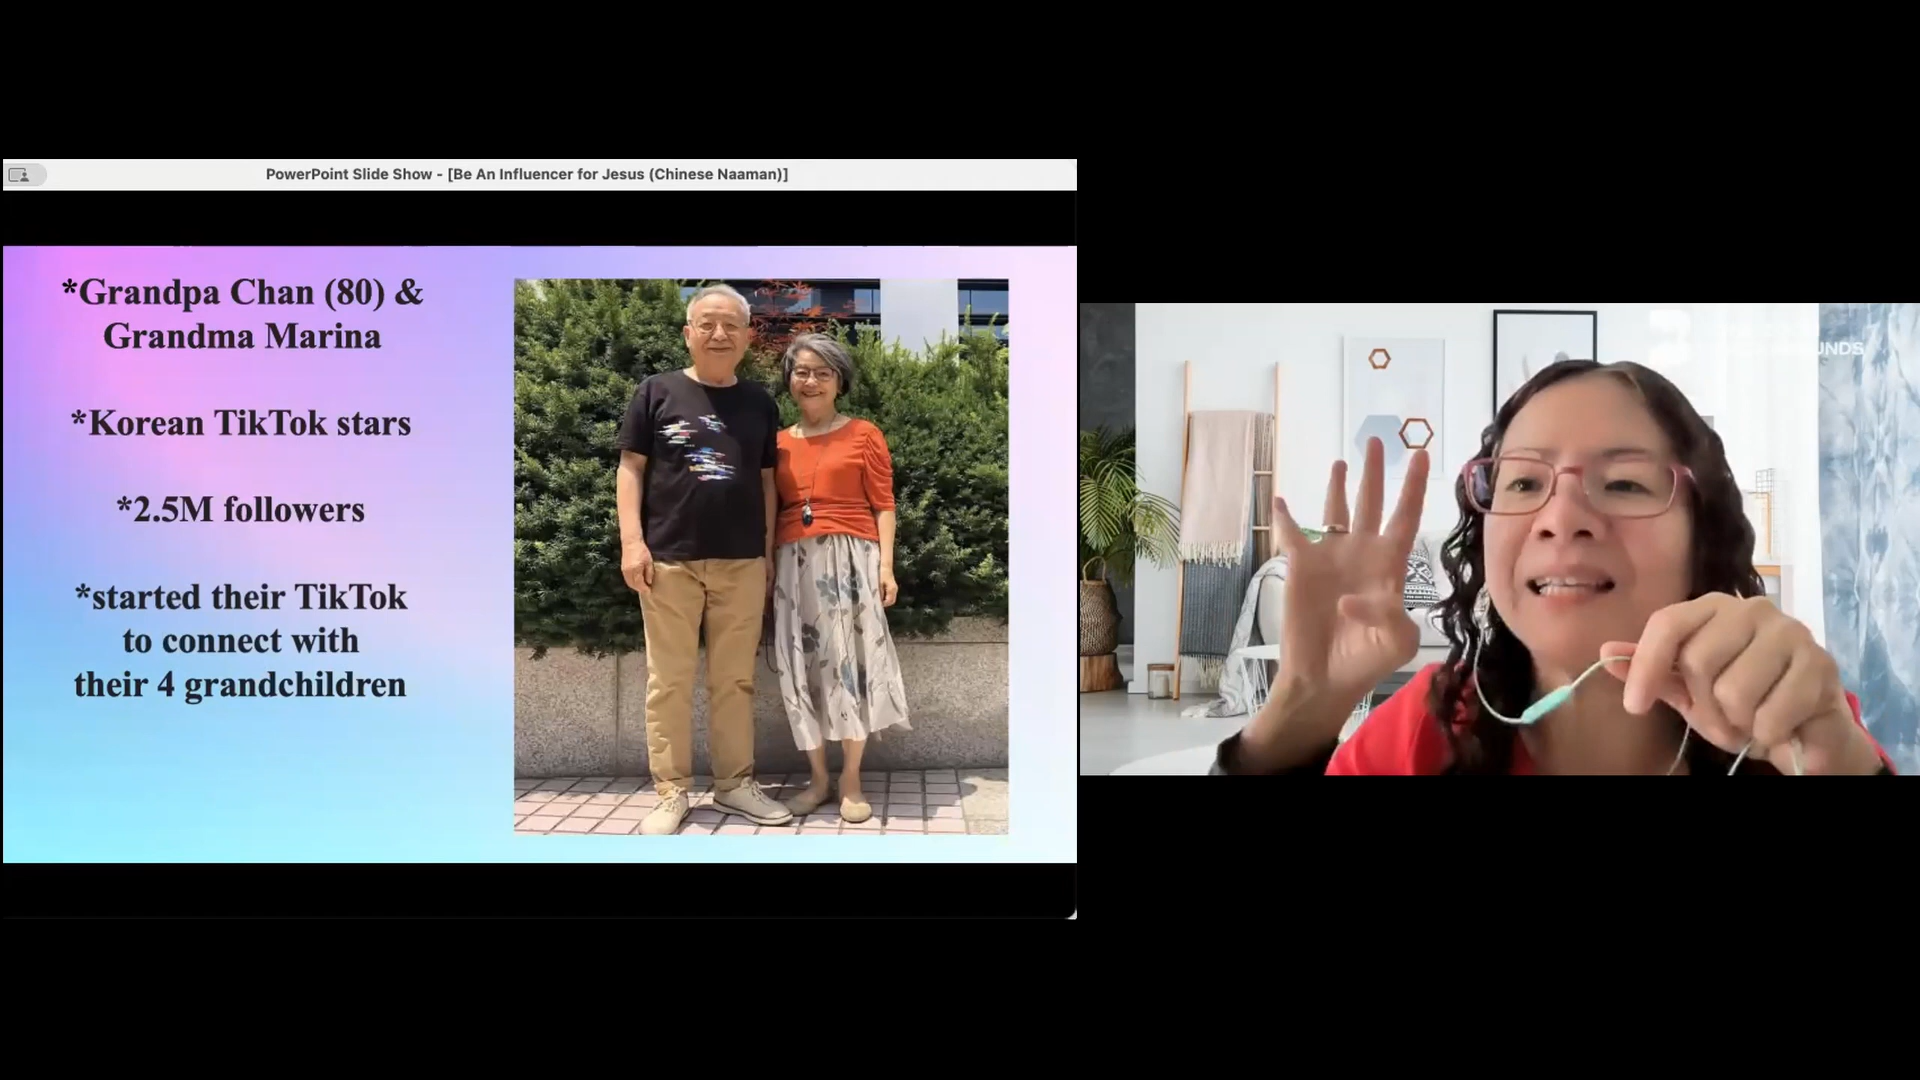 PowerPoint Slide Show - [Be An Influencer for Jesus (Chinese Naaman)]
*Grandpa Chan (80) &
Grandma Marina
*Korean TikTok stars
*2.5M followers
*started their TikTok
to connect with
their 4 grandchildren